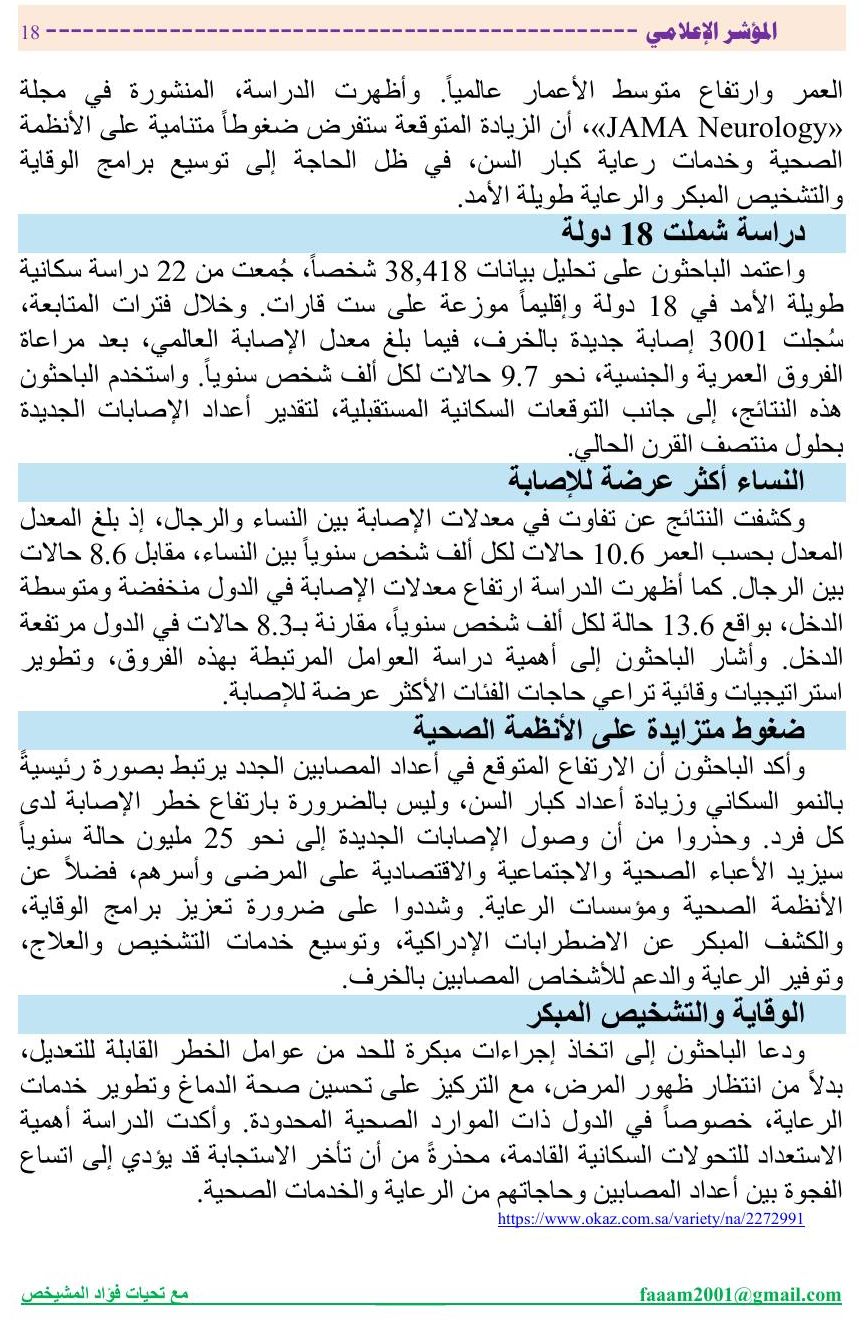 المؤشر الإعلامي ------------------------------------------------ 18
العمر وارتفاع متوسط الأعمار عالمياً. وأظهرت الدراسة، المنشورة في مجلة
«JAMA Neurology»، أن الزيادة المتوقعة ستفرض ضغوطاً متنامية على الأنظمة
الصحية وخدمات رعاية كبار السن، في ظل الحاجة إلى توسيع برامج الوقاية
والتشخيص المبكر والرعاية طويلة الأمد.
دراسة شملت 18 دولة
واعتمد الباحثون على تحليل بيانات 38,418 شخصاً، جُمعت من 22 دراسة سكانية
طويلة الأمد في 18 دولة وإقليماً موزعة على ست قارات. وخلال فترات المتابعة،
سُجلت 3001 إصابة جديدة بالخرف، فيما بلغ معدل الإصابة العالمي، بعد مراعاة
الفروق العمرية والجنسية، نحو 9.7 حالات لكل ألف شخص سنوياً. واستخدم الباحثون
هذه النتائج، إلى جانب التوقعات السكانية المستقبلية، لتقدير أعداد الإصابات الجديدة
بحلول منتصف القرن الحالي.
النساء أكثر عرضة للإصابة
وكشفت النتائج عن تفاوت في معدلات الإصابة بين النساء والرجال، إذ بلغ المعدل
المعدل بحسب العمر 10.6 حالات لكل ألف شخص سنوياً بين النساء، مقابل 8.6 حالات
بين الرجال. كما أظهرت الدراسة ارتفاع معدلات الإصابة في الدول منخفضة ومتوسطة
الدخل، بواقع 13.6 حالة لكل ألف شخص سنوياً، مقارنة بـ8.3 حالات في الدول مرتفعة
الدخل. وأشار الباحثون إلى أهمية دراسة العوامل المرتبطة بهذه الفروق، وتطوير
استراتيجيات وقائية تراعي حاجات الفئات الأكثر عرضة للإصابة.
ضغوط متزايدة على الأنظمة الصحية
وأكد الباحثون أن الارتفاع المتوقع في أعداد المصابين الجدد يرتبط بصورة رئيسيةً
بالنمو السكاني وزيادة أعداد كبار السن، وليس بالضرورة بارتفاع خطر الإصابة لدى
كل فرد. وحذروا من أن وصول الإصابات الجديدة إلى نحو 25 مليون حالة سنوياً
سيزيد الأعباء الصحية والاجتماعية والاقتصادية على المرضى وأسرهم، فضلاً عن
الأنظمة الصحية ومؤسسات الرعاية. وشددوا على ضرورة تعزيز برامج الوقاية،
والكشف المبكر عن الاضطرابات الإدراكية، وتوسيع خدمات التشخيص والعلاج،
وتوفير الرعاية والدعم للأشخاص المصابين بالخرف.
الوقاية والتشخيص المبكر
ودعا الباحثون إلى اتخاذ إجراءات مبكرة للحد من عوامل الخطر القابلة للتعديل،
بدلاً من انتظار ظهور المرض، مع التركيز على تحسين صحة الدماغ وتطوير خدمات
الرعاية، خصوصاً في الدول ذات الموارد الصحية المحدودة. وأكدت الدراسة أهمية
الاستعداد للتحولات السكانية القادمة، محذرةً من أن تأخر الاستجابة قد يؤدي إلى اتساع
الفجوة بين أعداد المصابين وحاجاتهم من الرعاية والخدمات الصحية.
https://www.okaz.com.sa/variety/na/2272991
faaam2001@gmail.com مع تحيات فؤاد المشيخص